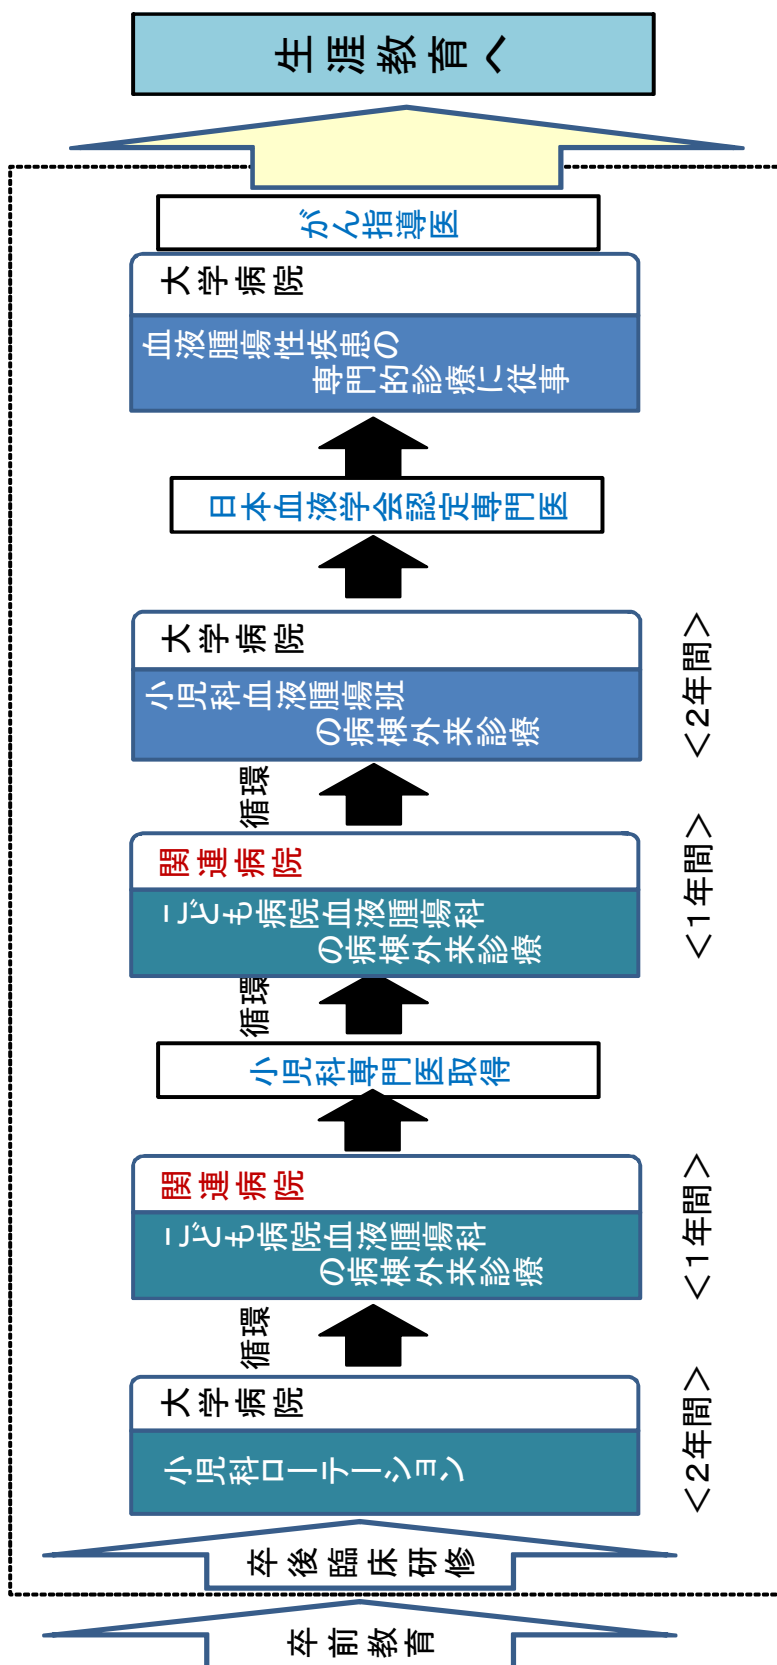 卒前教育
卒後臨床研修
大学病院
小児科ローテーション
<2年間>
循環
関連病院
こども病院血液腫瘍科
の病棟外来診療
<1年間>
小児科専門医取得
循環
関連病院
こども病院血液腫瘍科
の病棟外来診療
<1年間>
循環
大学病院
小児科血液腫瘍班
の病棟外来診療
<2年間>
日本血液学会認定専門医
大学病院
血液腫瘍性疾患の
専門的診療に従事
がん指導医
生涯教育へ